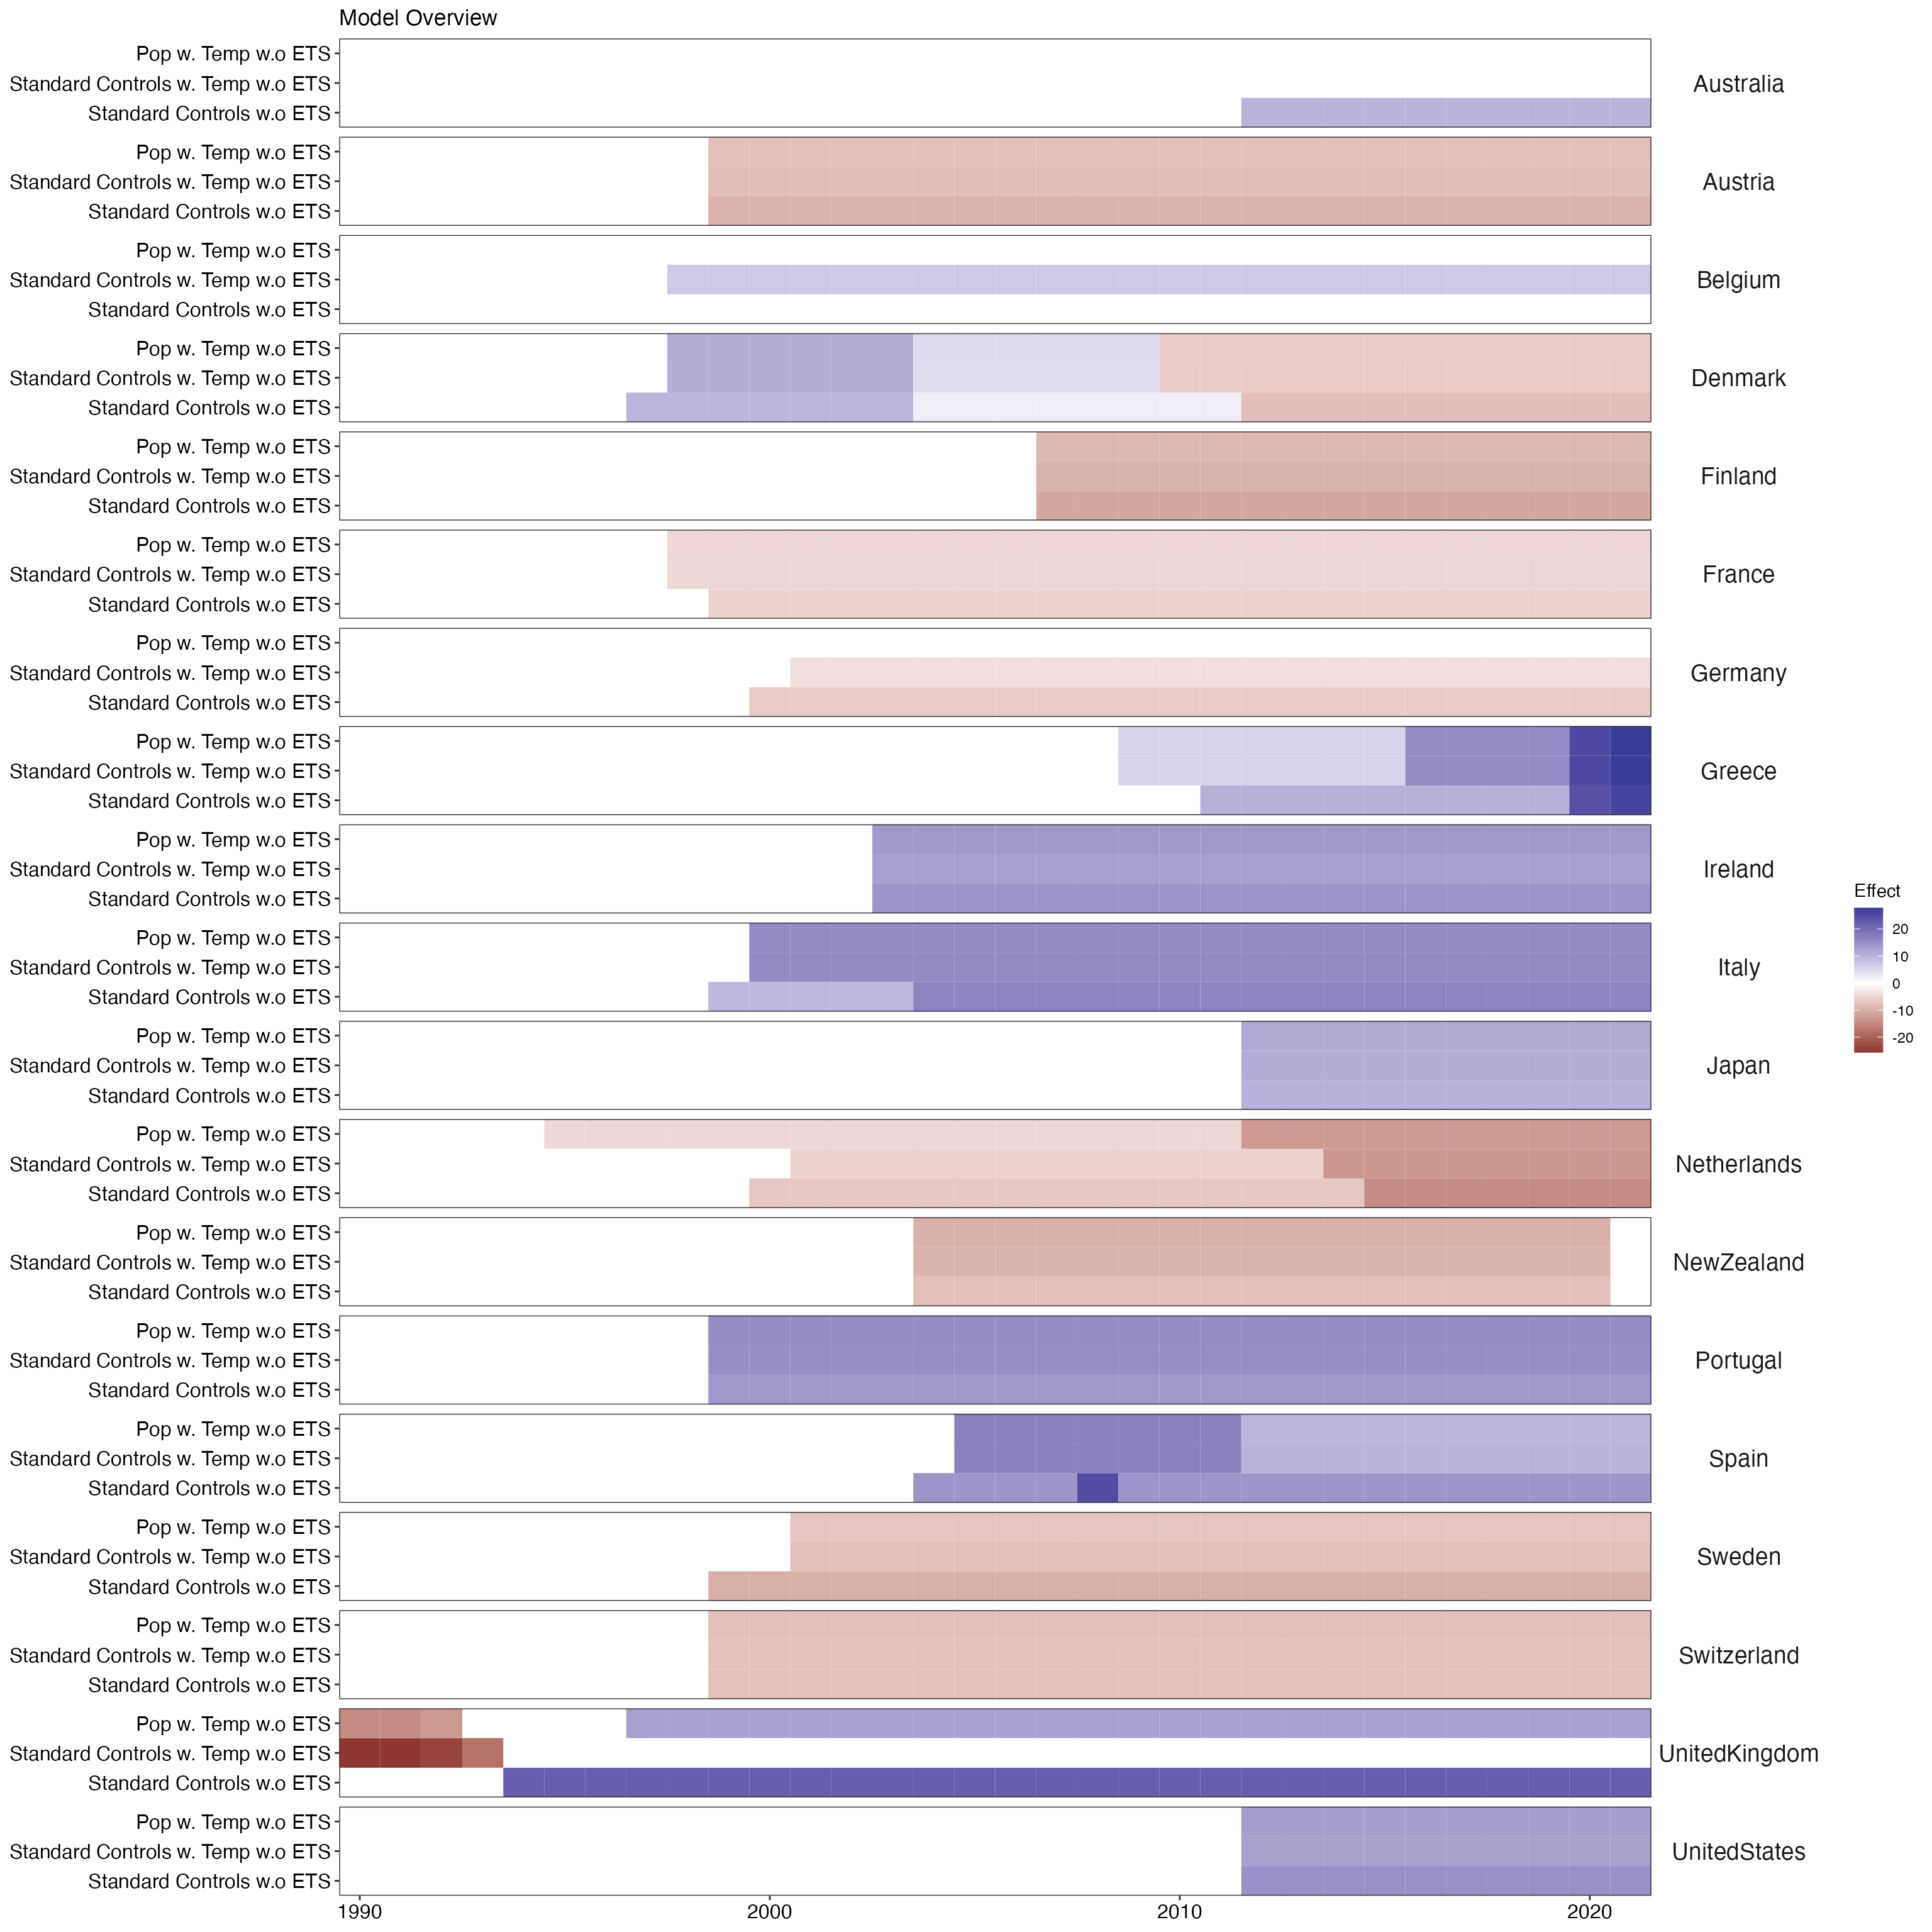 Model Overview
Pop w. Temp w.o ETS
Standard Controls w. Temp w.o ETS
Standard Controls w.o ETS
Australia
Pop w. Temp w.o ETS
Standard Controls w. Temp w.o ETS
Standard Controls w.o ETS
Austria
Pop w. Temp w.o ETS
Standard Controls w. Temp w.o ETS
Standard Controls w.o ETS
Belgium
Pop w. Temp w.o ETS
Standard Controls w. Temp w.o ETS
Standard Controls w.o ETS
Denmark
Pop w. Temp w.o ETS
Standard Controls w. Temp w.o ETS
Standard Controls w.o ETS
Finland
Pop w. Temp w.o ETS
Standard Controls w. Temp w.o ETS
Standard Controls w.o ETS
France
Pop w. Temp w.o ETS
Standard Controls w. Temp w.o ETS
Standard Controls w.o ETS
Germany
Pop w. Temp w.o ETS
Standard Controls w. Temp w.o ETS
Standard Controls w.o ETS
Greece
Pop w. Temp w.o ETS
Standard Controls w. Temp w.o ETS
Standard Controls w.o ETS
Ireland
Pop w. Temp w.o ETS
Standard Controls w. Temp w.o ETS
Standard Controls w.o ETS
Italy
Pop w. Temp w.o ETS
Standard Controls w. Temp w.o ETS
Standard Controls w.o ETS
Japan
Pop w. Temp w.o ETS
Standard Controls w. Temp w.o ETS
Standard Controls w.o ETS
Netherlands
Pop w. Temp w.o ETS
Standard Controls w. Temp w.o ETS
Standard Controls w.o ETS
NewZealand
Pop w. Temp w.o ETS
Standard Controls w. Temp w.o ETS
Standard Controls w.o ETS
Portugal
Pop w. Temp w.o ETS
Standard Controls w. Temp w.o ETS
Standard Controls w.o ETS
Spain
Pop w. Temp w.o ETS
Standard Controls w. Temp w.o ETS
Standard Controls w.o ETS
Sweden
Pop w. Temp w.o ETS
Standard Controls w. Temp w.o ETS
Standard Controls w.o ETS
Switzerland
Pop w. Temp w.o ETS
Standard Controls w. Temp w.o ETS
Standard Controls w.o ETS
UnitedKingdom
Pop w. Temp w.o ETS
Standard Controls w. Temp w.o ETS
Standard Controls w.o ETS
UnitedStates
1990 2000 2010 2020
Effect
20
10
0
-10
-20